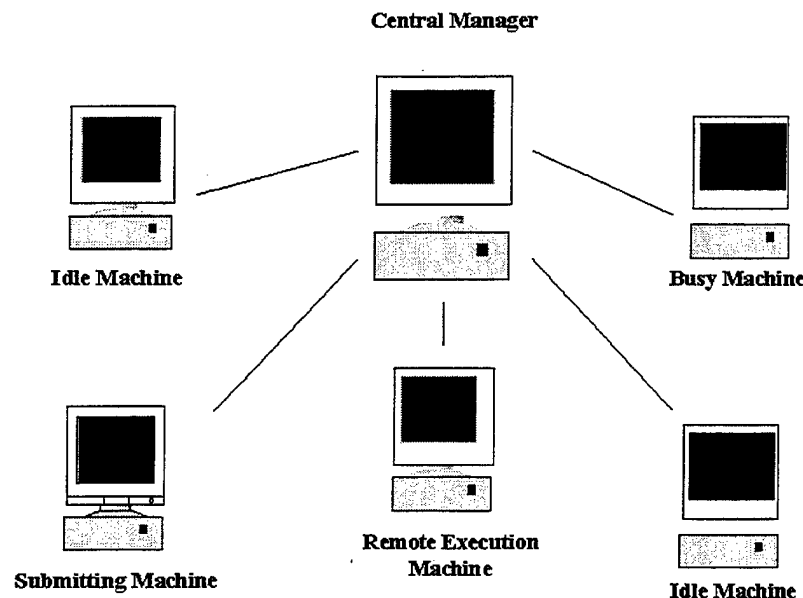 Central Manager
Idle Machine
Busy Machine
Submitting Machine
Remote Execution
Machine
Idle Machine